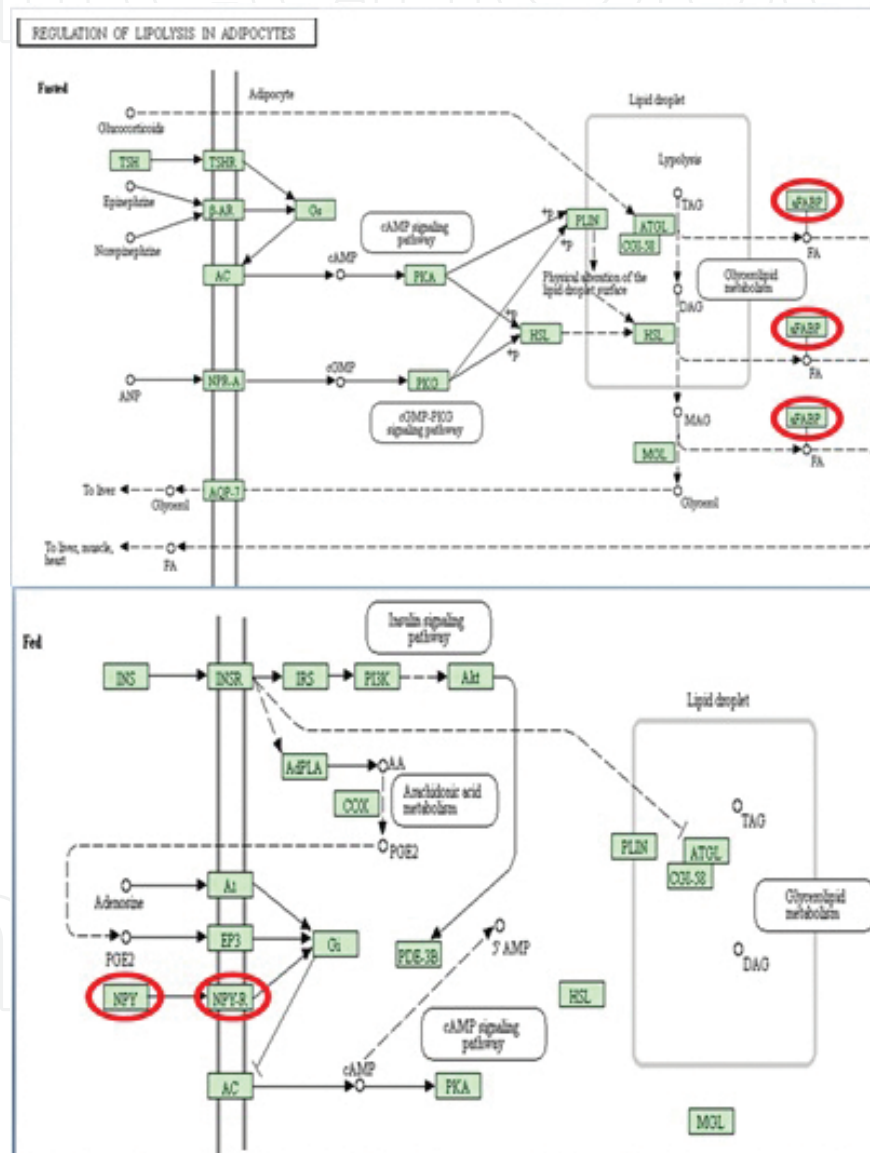 REGULATION OF LIPOLYSIS IN ADIPOCYTES
Fasted
Adipocyte
Lipid droplet
Glucocorticoids
TSH
TSHR
Lypolysis
Epinephrine
β-AR
Gs
cAMP signaling
pathway
+p
PLIN
ATGL
CGI-58
TAG
aFABP
FA
Norepinephrine
cAMP
+p
Physical alteration of the
lipid droplet surface
Glycerolipid
metabolism
AC
PKA
DAG
+p
HSL
HSL
aFABP
+p
FA
ANP
NPR-A
cGMP
PKG
cGMP-PKG
signaling pathway
MAG
aFABP
MGL
FA
To liver
Glycerol
AQP-7
Glycerol
To liver, muscle,
heart
FA
Fed
Insulin signaling
pathway
INS
INSR
IRS
PI3K
Akt
Lipid droplet
AdPLA
AA
COX
Arachidonic acid
metabolism
TAG
PGE2
PLIN
ATGL
CGI-58
Adenosine
A1
Glycerolipid
metabolism
PGE2
EP3
Gi
PDE-3B
5' AMP
DAG
NPY
NPY-R
HSL
cAMP signaling
pathway
cAMP
AC
PKA
MGL